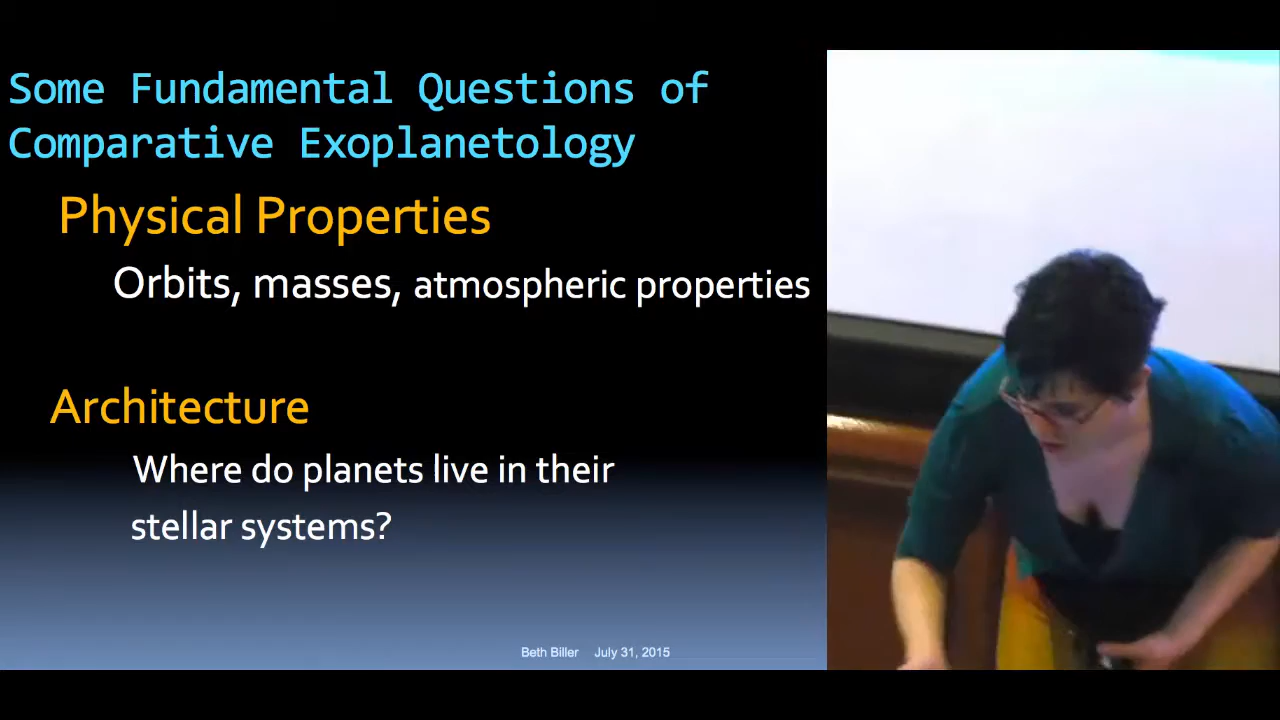 Some Fundamental Questions of
Comparative Exoplanetology
Physical Properties
Orbits, masses, atmospheric properties
Architecture
Where do planets live in their
stellar systems?
Beth Biller July 31, 2015